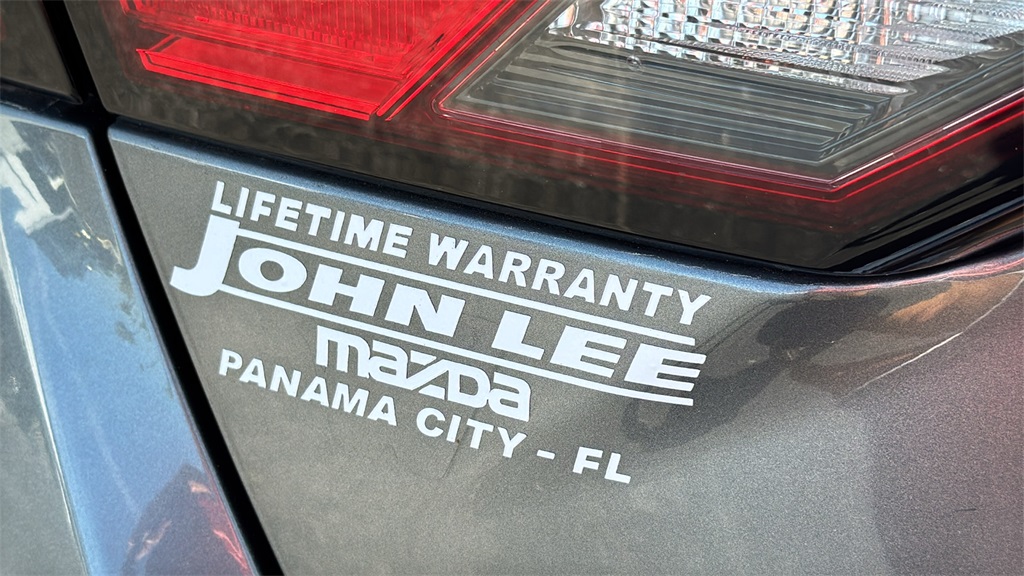 LIFETIME WARRANTY
JOHN LEE
mazda
PANAMA CITY - FL